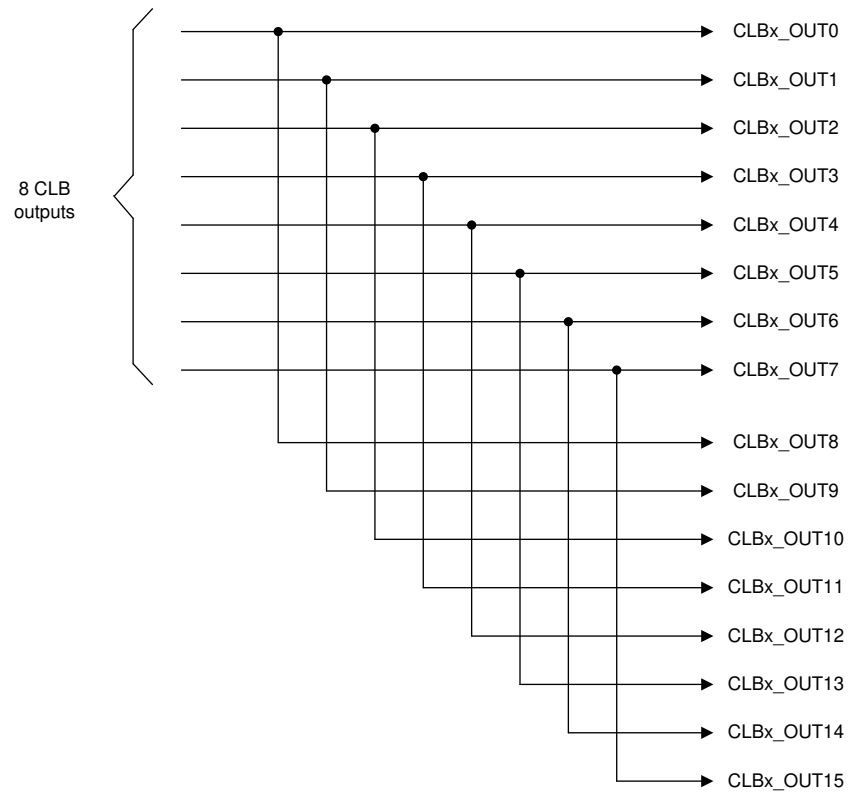 8 CLB
outputs
CLBx_OUT0
CLBx_OUT1
CLBx_OUT2
CLBx_OUT3
CLBx_OUT4
CLBx_OUT5
CLBx_OUT6
CLBx_OUT7
CLBx_OUT8
CLBx_OUT9
CLBx_OUT10
CLBx_OUT11
CLBx_OUT12
CLBx_OUT13
CLBx_OUT14
CLBx_OUT15